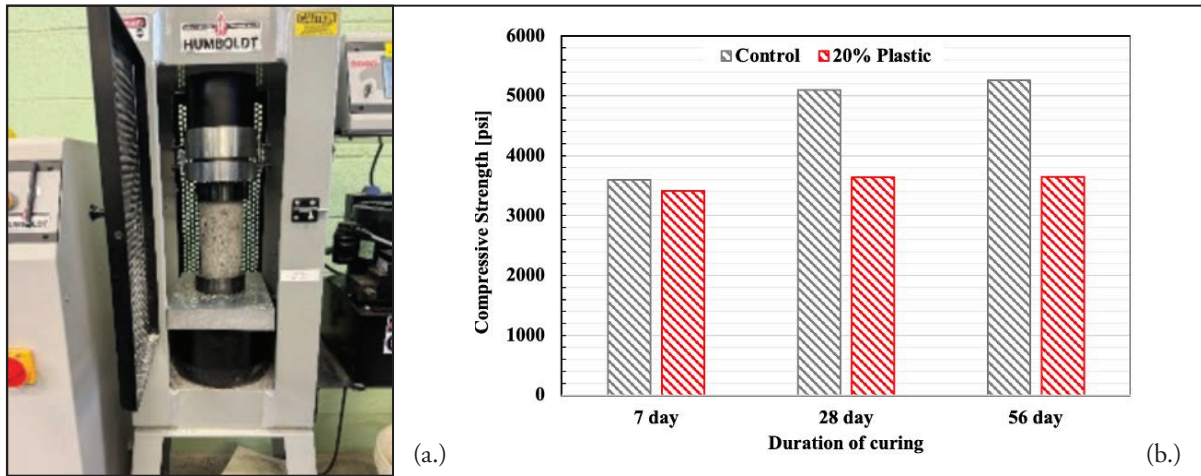 CAUTION
HUMBOLDT
HUMBOLDT
(a.)
6000
5000
4000
3000
2000
1000
0
Compressive Strength [psi]
Control
20% Plastic
7 day
28 day
56 day
Duration of curing
(b.)